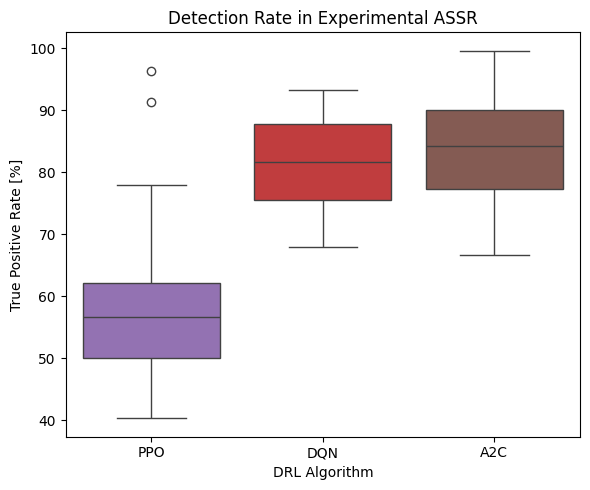 Detection Rate in Experimental ASSR
True Positive Rate [%]
100
90
80
70
60
50
40
PPO
DQN
A2C
DRL Algorithm